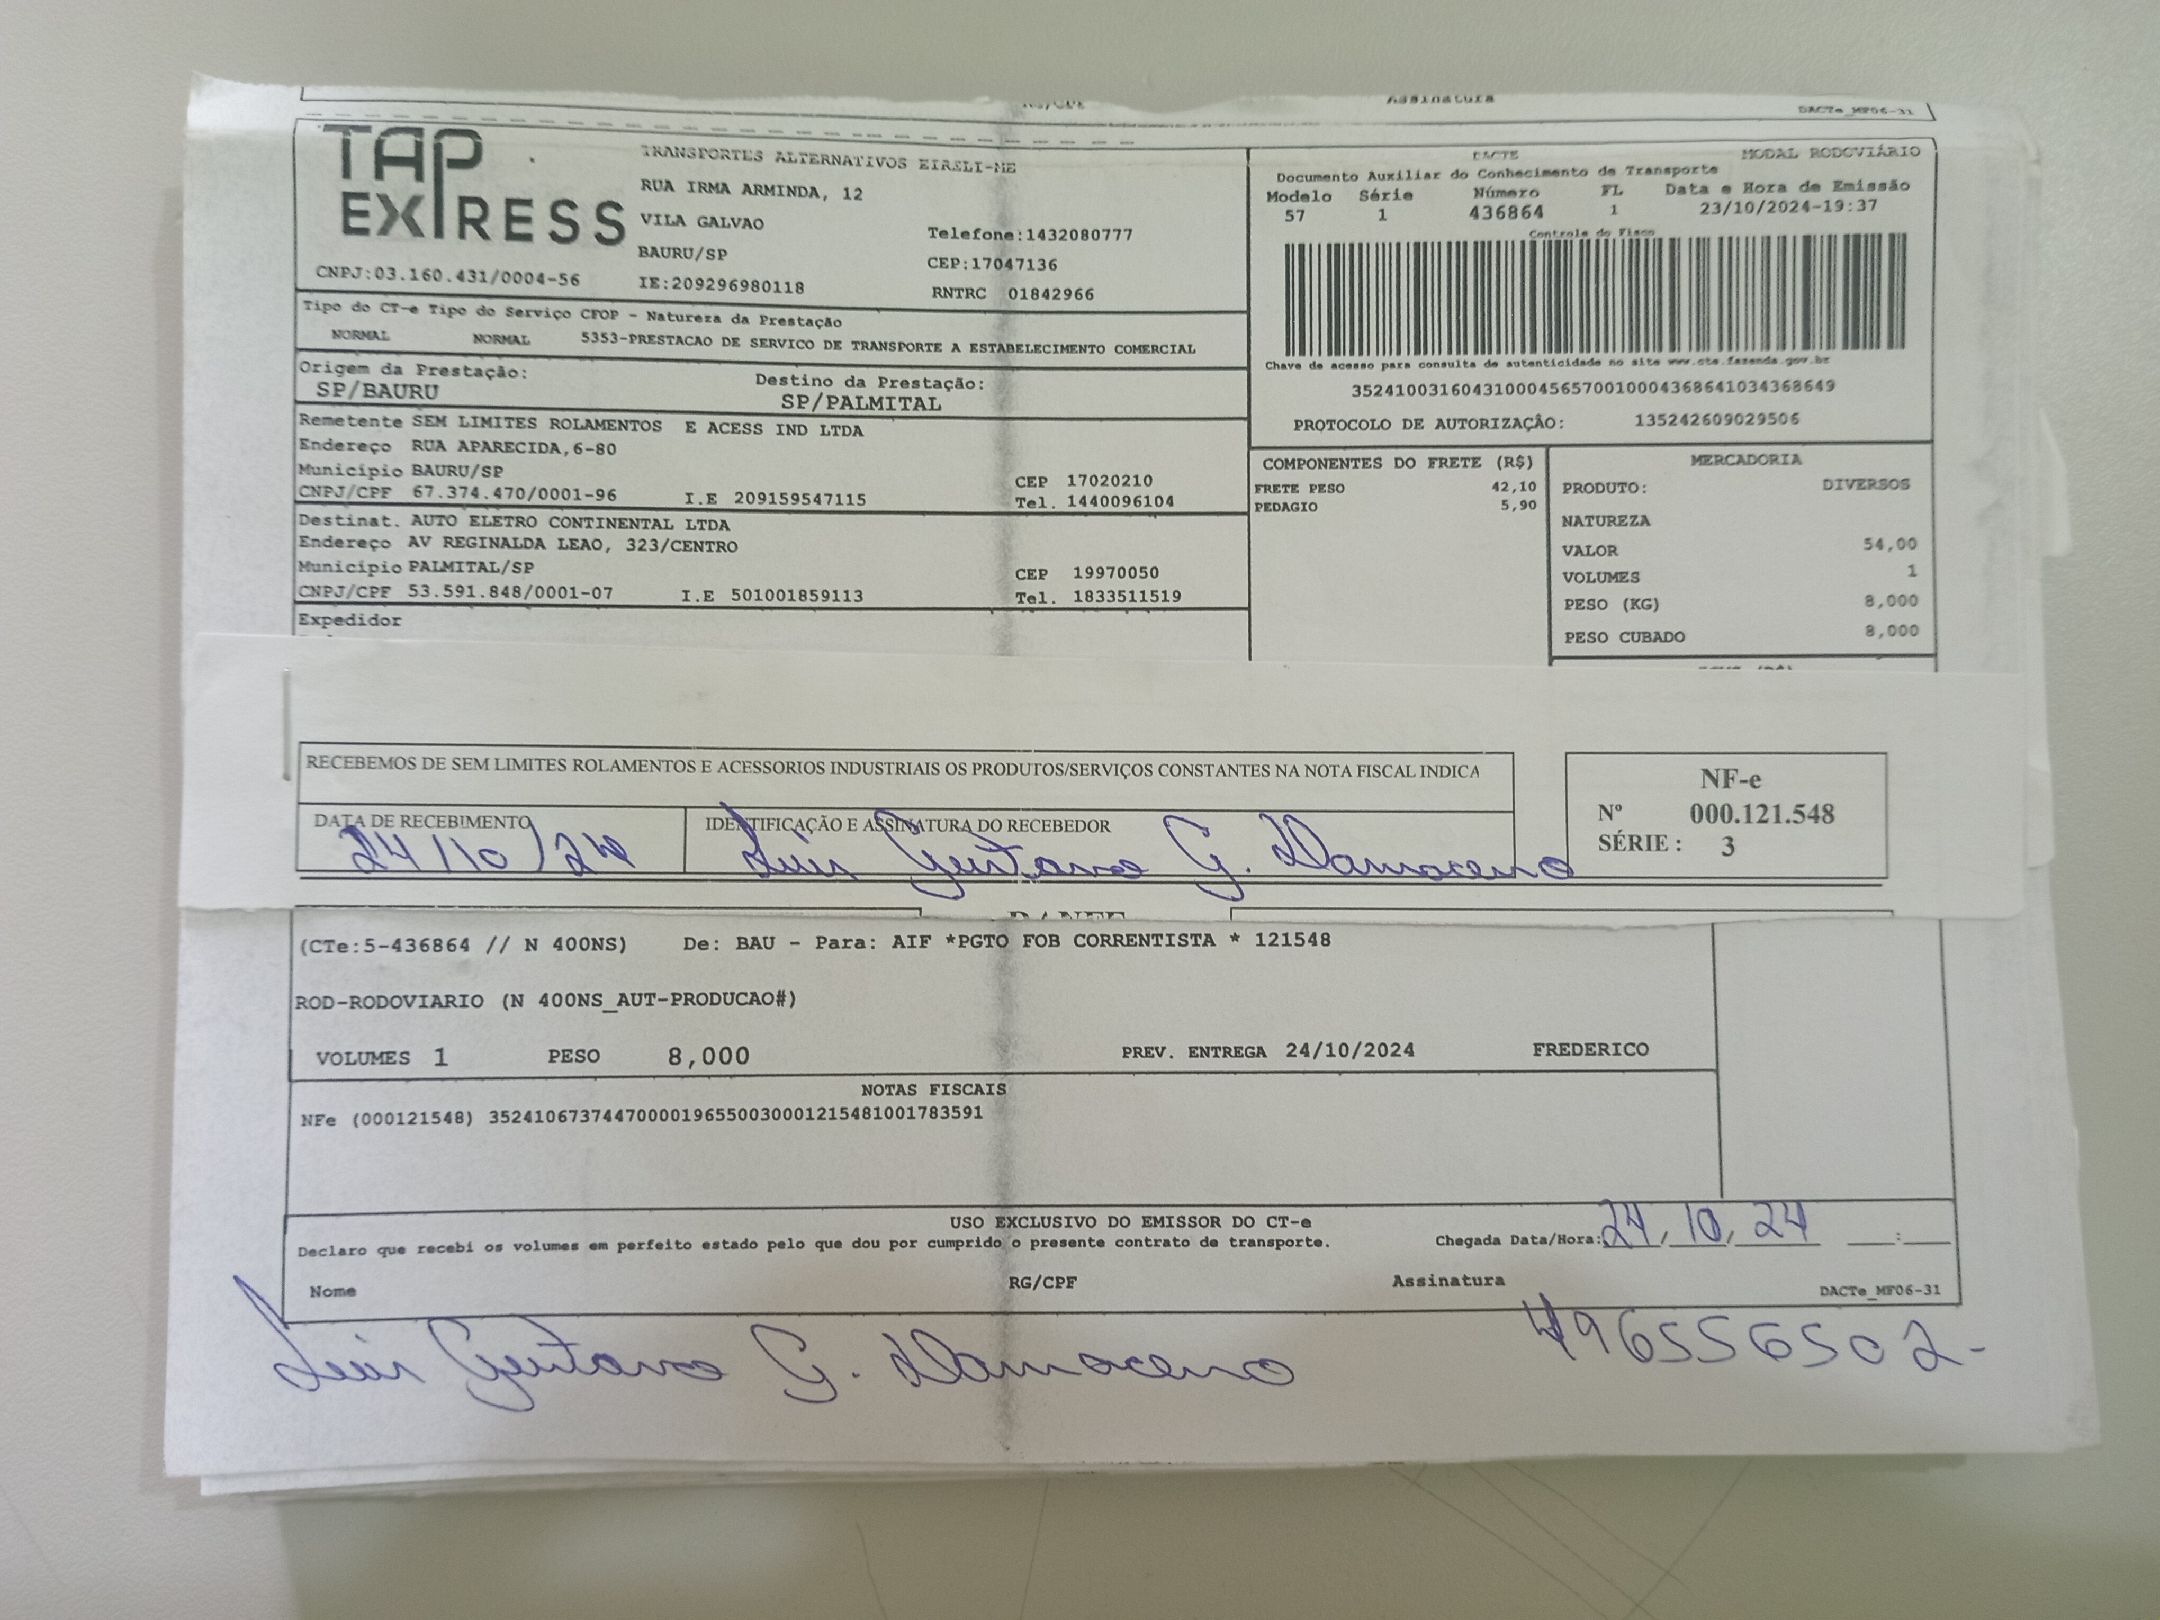 Assinatura
DACTe_MF06-31
TAP EXPRESS
CNPJ:03.160.431/0004-56
TRANSPORTES ALTERNATIVOS EIRELI-ME
RUA IRMA ARMINDA, 12
VILA GALVAO
BAURU/SP
IE:209296980118
Telefone:1432080777
CEP:17047136
RNTRC 01842966
DACTE MODAL RODOVIÁRIO
Documento Auxiliar do Conhecimento de Transporte
Modelo Série Número FL Data e Hora de Emissão
57 1 436864 1 23/10/2024-19:37
Controle do Fisco
Chave de acesso para consulta de autenticidade no site www.cte.fazenda.gov.br
35241003160431000456570010004368641034368649
PROTOCOLO DE AUTORIZAÇÃO: 135242609029506
Tipo do CT-e Tipo do Serviço CFOP - Natureza da Prestação
NORMAL NORMAL 5353-PRESTACAO DE SERVICO DE TRANSPORTE A ESTABELECIMENTO COMERCIAL
Origem da Prestação: Destino da Prestação:
SP/BAURU SP/PALMITAL
Remetente SEM LIMITES ROLAMENTOS E ACESS IND LTDA
Endereço RUA APARECIDA,6-80
Município BAURU/SP CEP 17020210
CNPJ/CPF 67.374.470/0001-96 I.E 209159547115 Tel. 1440096104
Destinat. AUTO ELETRO CONTINENTAL LTDA
Endereço AV REGINALDA LEAO, 323/CENTRO
Município PALMITAL/SP CEP 19970050
CNPJ/CPF 53.591.848/0001-07 I.E 501001859113 Tel. 1833511519
Expedidor
COMPONENTES DO FRETE (R$)
FRETE PESO 42,10
PEDAGIO 5,90
MERCADORIA
PRODUTO: DIVERSOS
NATUREZA
VALOR 54,00
VOLUMES 1
PESO (KG) 8,000
PESO CUBADO 8,000
RECEBEMOS DE SEM LIMITES ROLAMENTOS E ACESSORIOS INDUSTRIAIS OS PRODUTOS/SERVIÇOS CONSTANTES NA NOTA FISCAL INDICA
DATA DE RECEBIMENTO IDENTIFICAÇÃO E ASSINATURA DO RECEBEDOR
24/10/24 Luis Gustavo G. Damaceno
NF-e
Nº 000.121.548
SÉRIE : 3
DANFE
(CTe:5-436864 // N 400NS) De: BAU - Para: AIF *PGTO FOB CORRENTISTA * 121548
ROD-RODOVIARIO (N 400NS_AUT-PRODUCAO#)
VOLUMES 1 PESO 8,000 PREV. ENTREGA 24/10/2024 FREDERICO
NOTAS FISCAIS
NFe (000121548) 35241067374470000196550030001215481001783591
USO EXCLUSIVO DO EMISSOR DO CT-e
Declaro que recebi os volumes em perfeito estado pelo que dou por cumprido o presente contrato de transporte. Chegada Data/Hora: 24, 10, 24 :
Nome RG/CPF Assinatura DACTe_MF06-31
Luis Gustavo G. Damaceno 496556502-